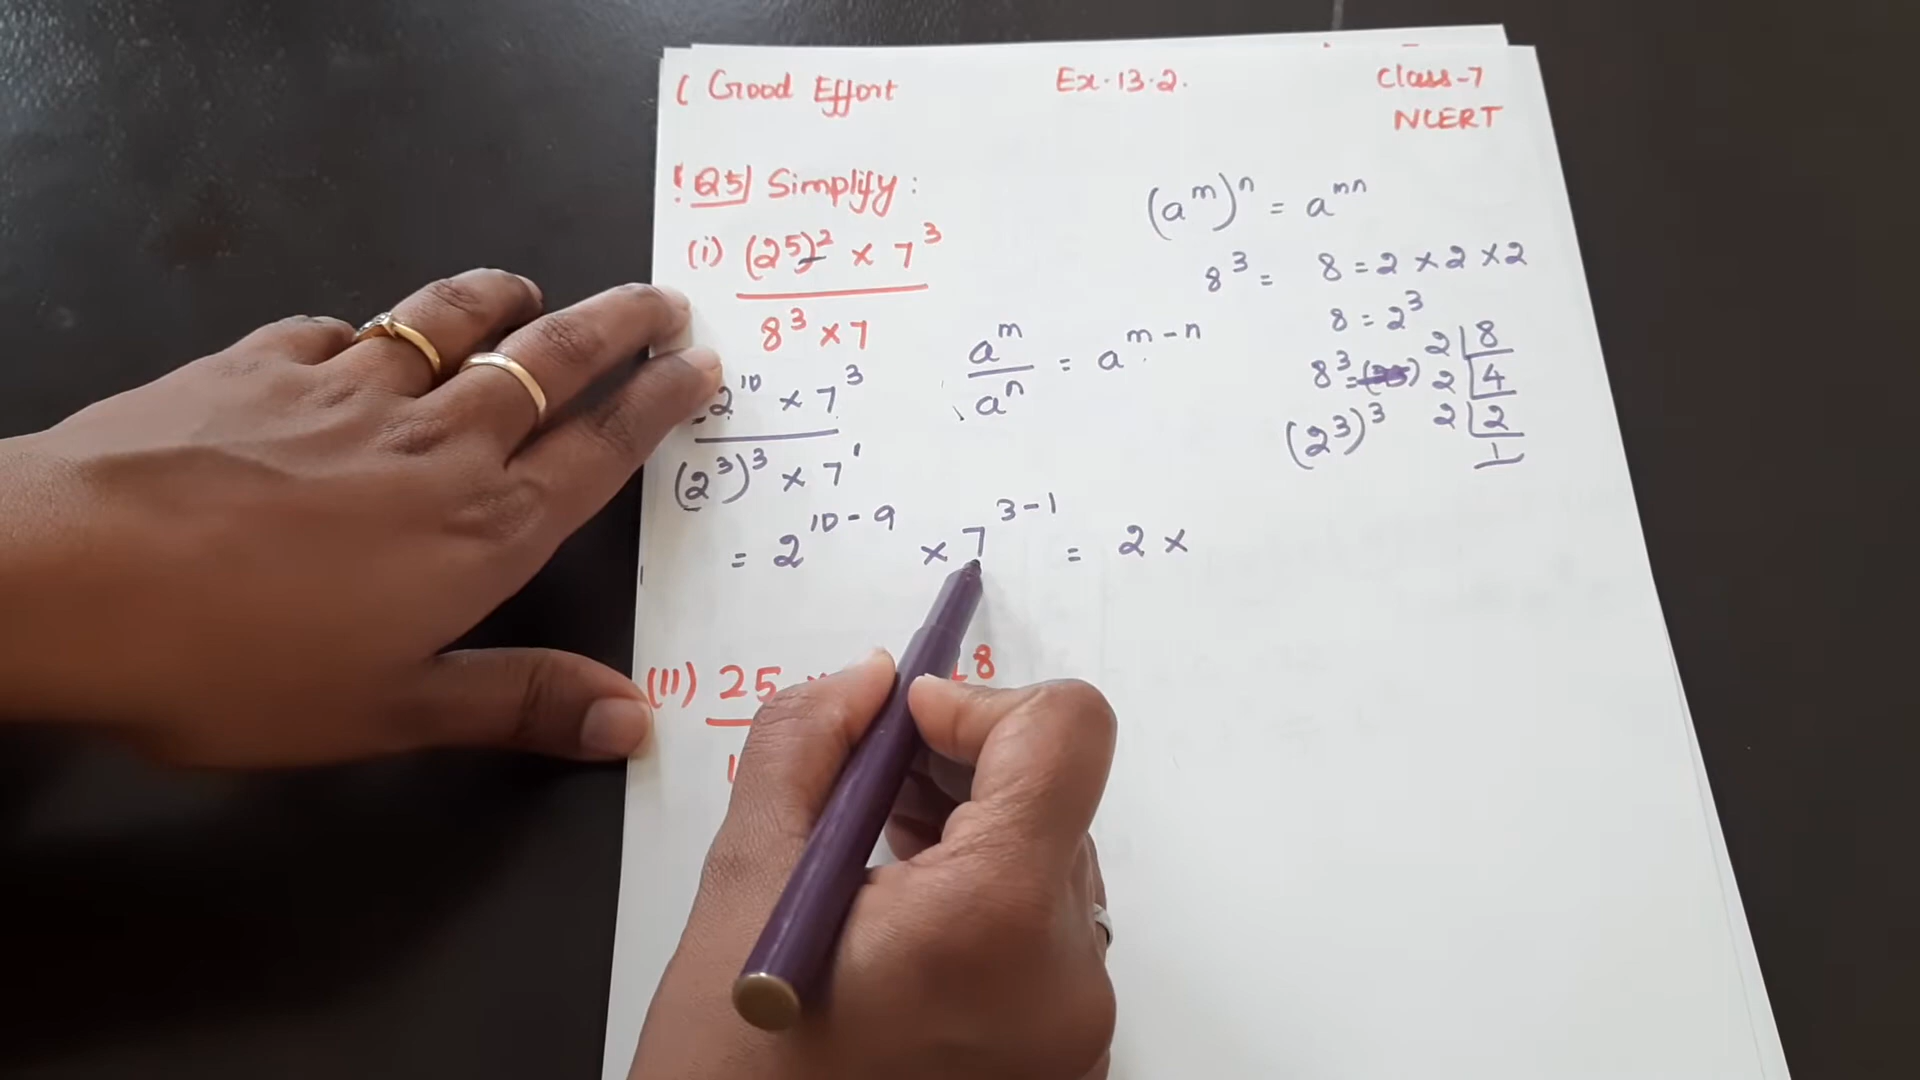 ( Good Effort Ex.13.2. Class-7
NCERT
! Q5) Simplify :
(i) (2⁵)² × 7³
8³ × 7
2¹⁰ × 7³
(2³)³ × 7¹
= 2¹⁰⁻⁹ × 7³⁻¹ = 2 ×
(II) 25
8
(aᵐ)ⁿ = aᵐⁿ
8³ = 8 = 2 × 2 × 2
8 = 2³
aᵐ
aⁿ = aᵐ⁻ⁿ
8³ =
(2³)³
2 | 8
2 | 4
2 | 2
1